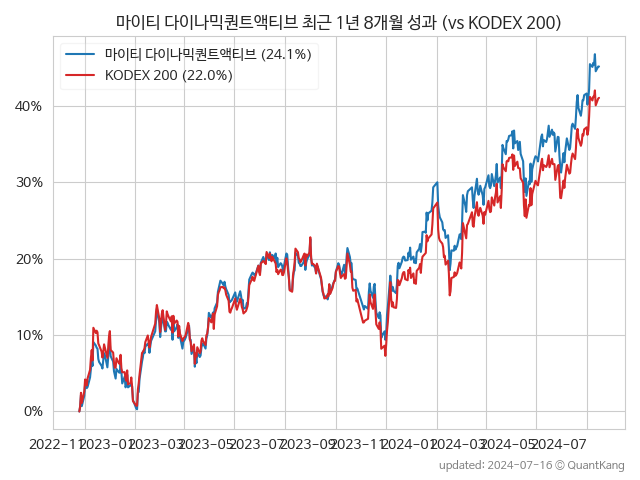 마이티 다이나믹퀀트액티브 최근 1년 8개월 성과 (vs KODEX 200)
마이티 다이나믹퀀트액티브 (24.1%)
KODEX 200 (22.0%)
40%
30%
20%
10%
0%
2022-11 2023-01 2023-03 2023-05 2023-07 2023-09 2023-11 2024-01 2024-03 2024-05 2024-07
updated: 2024-07-16 © QuantKang